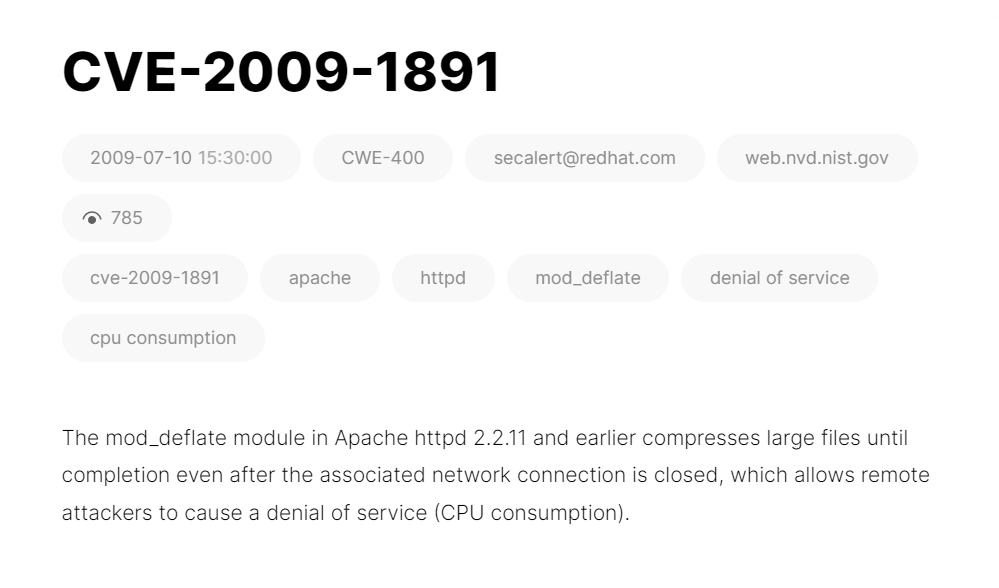 CVE-2009-1891
2009-07-10 15:30:00 CWE-400 secalert@redhat.com web.nvd.nist.gov
785
cve-2009-1891 apache httpd mod_deflate denial of service
cpu consumption
The mod_deflate module in Apache httpd 2.2.11 and earlier compresses large files until
completion even after the associated network connection is closed, which allows remote
attackers to cause a denial of service (CPU consumption).